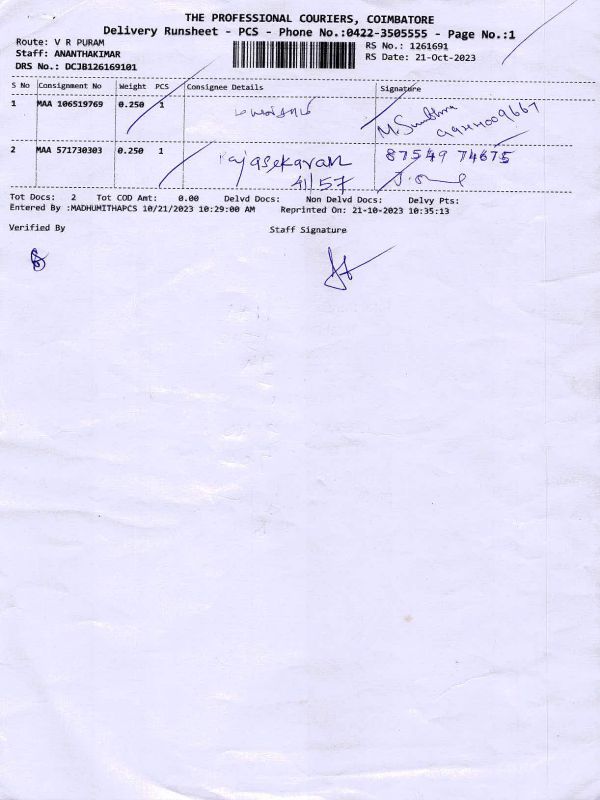 THE PROFESSIONAL COURIERS, COIMBATORE
Delivery Runsheet - PCS - Phone No.:0422-3505555 - Page No.:1
Route: V R PURAM
RS No.: 1261691
Staff: ANANTHAKIMAR
RS Date: 21-Oct-2023
DRS No.: DCJB126169101
S No Consignment No Weight PCS Consignee Details Signature
1 MAA 106519769 0.250 1
M. 9944009667
2 MAA 571730303 0.250 1 rajasekaran 87549 74675
41/57
Tot Docs: 2 Tot COD Amt: 0.00 Delvd Docs: Non Delvd Docs: Delvy Pts:
Entered By :MADHUMITHAPCS 10/21/2023 10:29:00 AM Reprinted On: 21-10-2023 10:35:13
Verified By Staff Signature